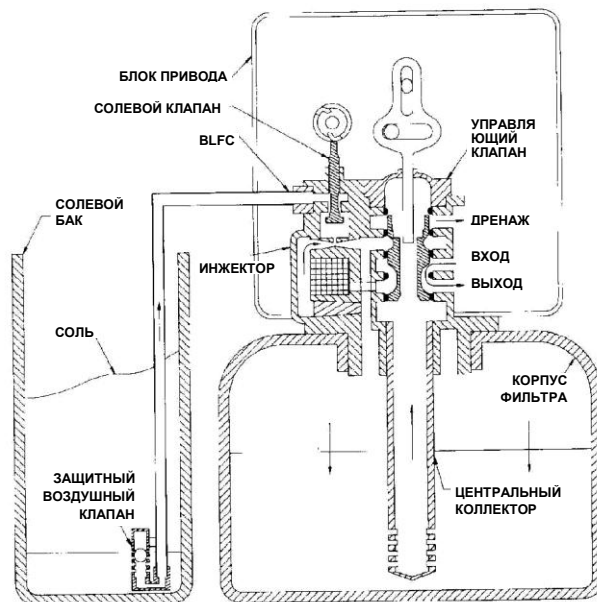 БЛОК ПРИВОДА
СОЛЕВОЙ КЛАПАН
BLFC
УПРАВЛЯ
ЮЩИЙ
КЛАПАН
СОЛЕВОЙ
БАК
ДРЕНАЖ
ВХОД
ИНЖЕКТОР
ВЫХОД
СОЛЬ
КОРПУС
ФИЛЬТРА
ЗАЩИТНЫЙ
ВОЗДУШНЫЙ
КЛАПАН
ЦЕНТРАЛЬНЫЙ
КОЛЛЕКТОР